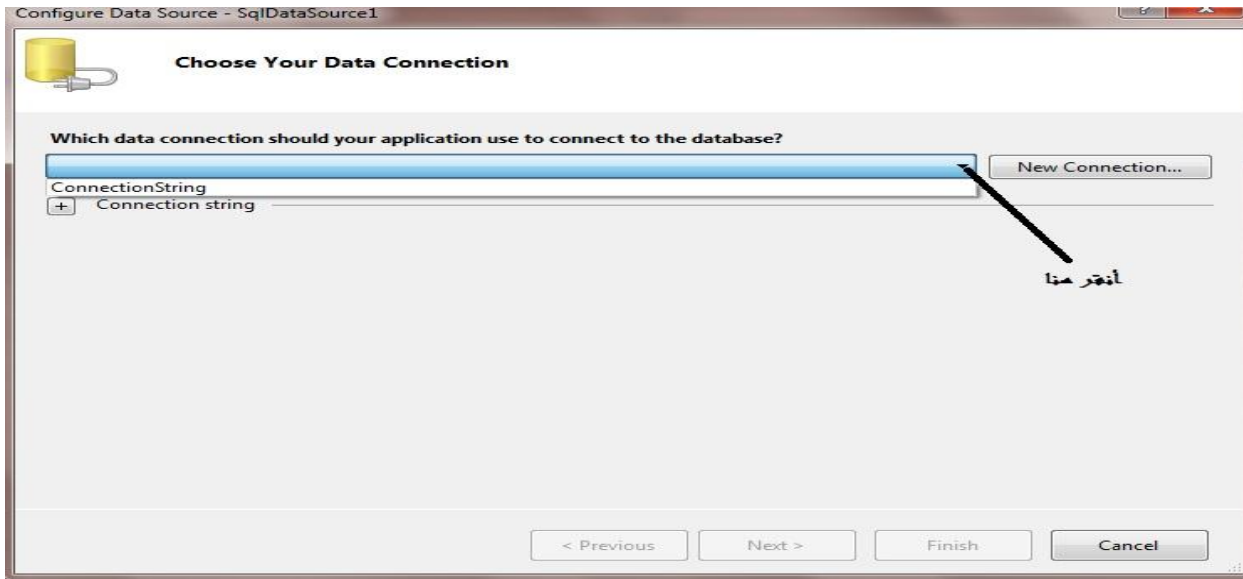 Configure Data Source - SqlDataSource1
Choose Your Data Connection
Which data connection should your application use to connect to the database?
New Connection...
ConnectionString
+ Connection string
أنقر هنا
< Previous Next > Finish Cancel